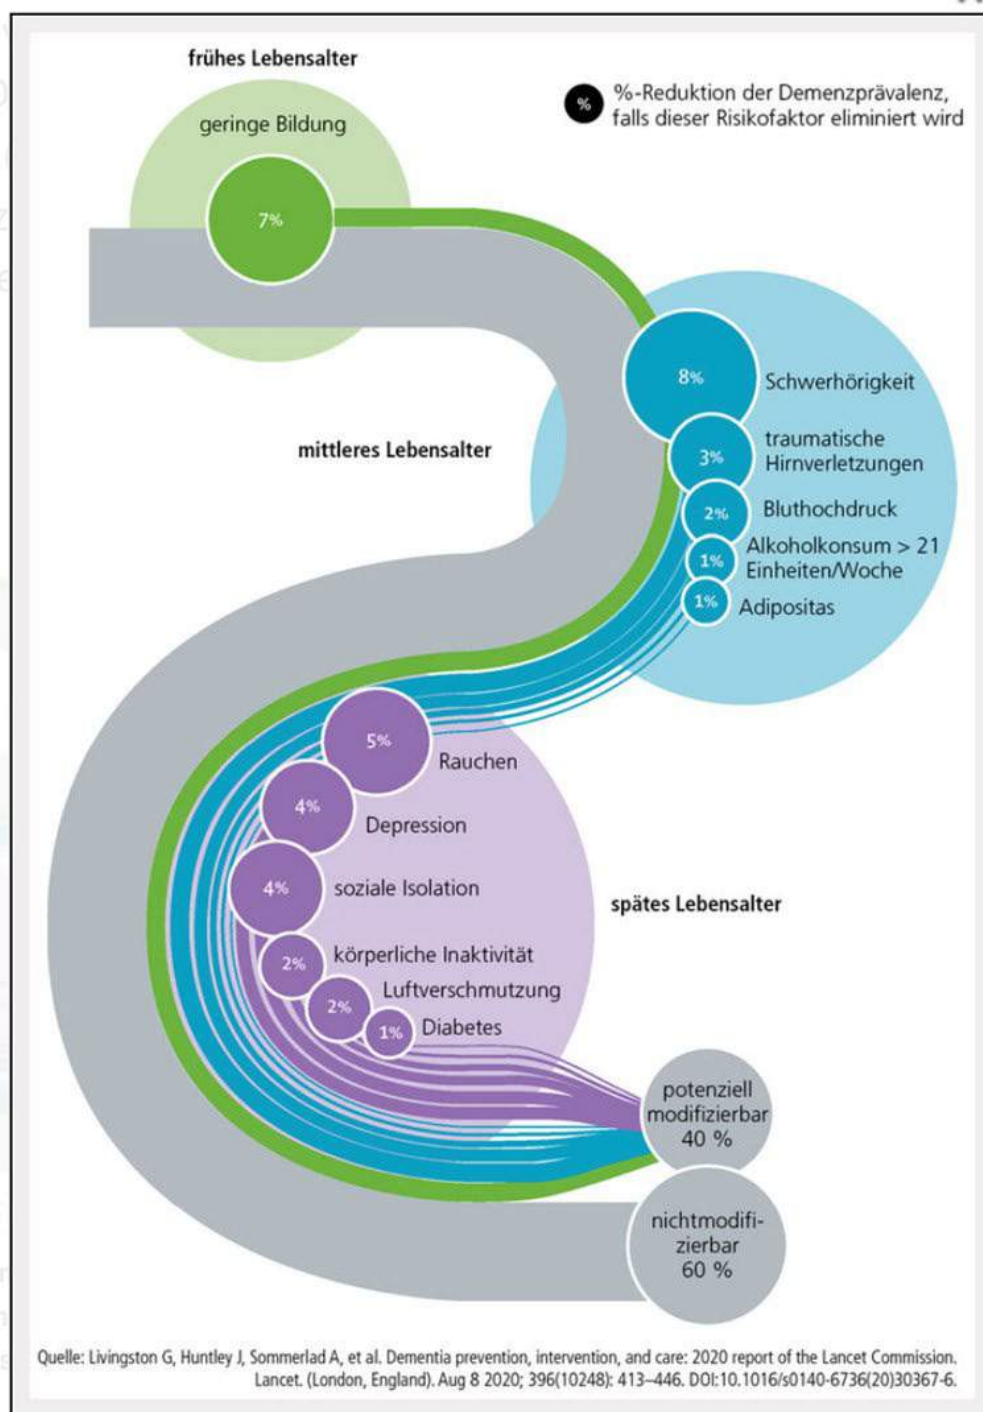 frühes Lebensalter
%
%-Reduktion der Demenzprävalenz,
falls dieser Risikofaktor eliminiert wird
geringe Bildung
7%
8%
Schwerhörigkeit
mittleres Lebensalter
3%
traumatische
Hirnverletzungen
2%
Bluthochdruck
1%
Alkoholkonsum > 21
Einheiten/Woche
1%
Adipositas
5%
Rauchen
4%
Depression
4%
soziale Isolation
spätes Lebensalter
2%
körperliche Inaktivität
2%
Luftverschmutzung
1%
Diabetes
potenziell
modifizierbar
40 %
nichtmodifi-
zierbar
60 %
Quelle: Livingston G, Huntley J, Sommerlad A, et al. Dementia prevention, intervention, and care: 2020 report of the Lancet Commission.
Lancet. (London, England). Aug 8 2020; 396(10248): 413–446. DOI:10.1016/s0140-6736(20)30367-6.